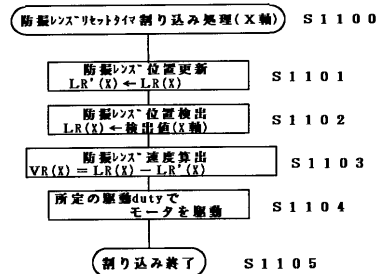 防振ﾚﾝｽﾞﾘｾｯﾄﾀｲﾏ割り込み処理(X軸) S1100
防振ﾚﾝｽﾞ位置更新 S1101
LR'(X)←LR(X)
防振ﾚﾝｽﾞ位置検出 S1102
LR(X)←検出値(X軸)
防振ﾚﾝｽﾞ速度算出 S1103
VR(X)=LR(X)-LR'(X)
所定の駆動dutyで S1104
モータを駆動
割り込み終了 S1105